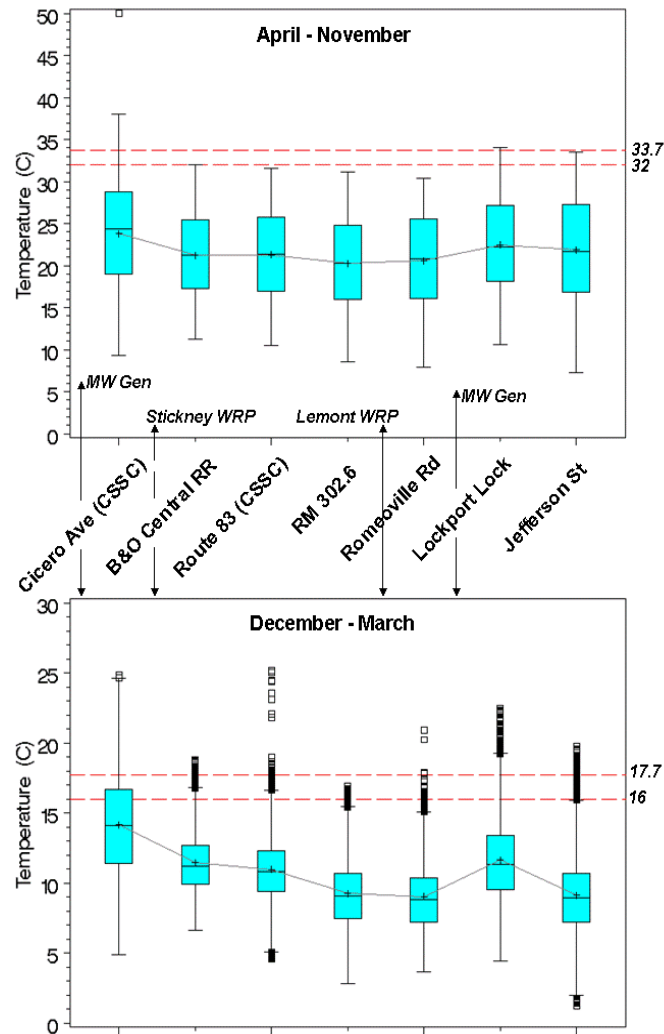 April - November
Temperature (C)
50
45
40
35
30
25
20
15
10
5
0
33.7
32
MW Gen
Stickney WRP
Lemont WRP
MW Gen
Cicero Ave (CSSC)
B&O Central RR
Route 83 (CSSC)
RM 302.6
Romeoville Rd
Lockport Lock
Jefferson St
December - March
Temperature (C)
30
25
20
15
10
5
0
17.7
16